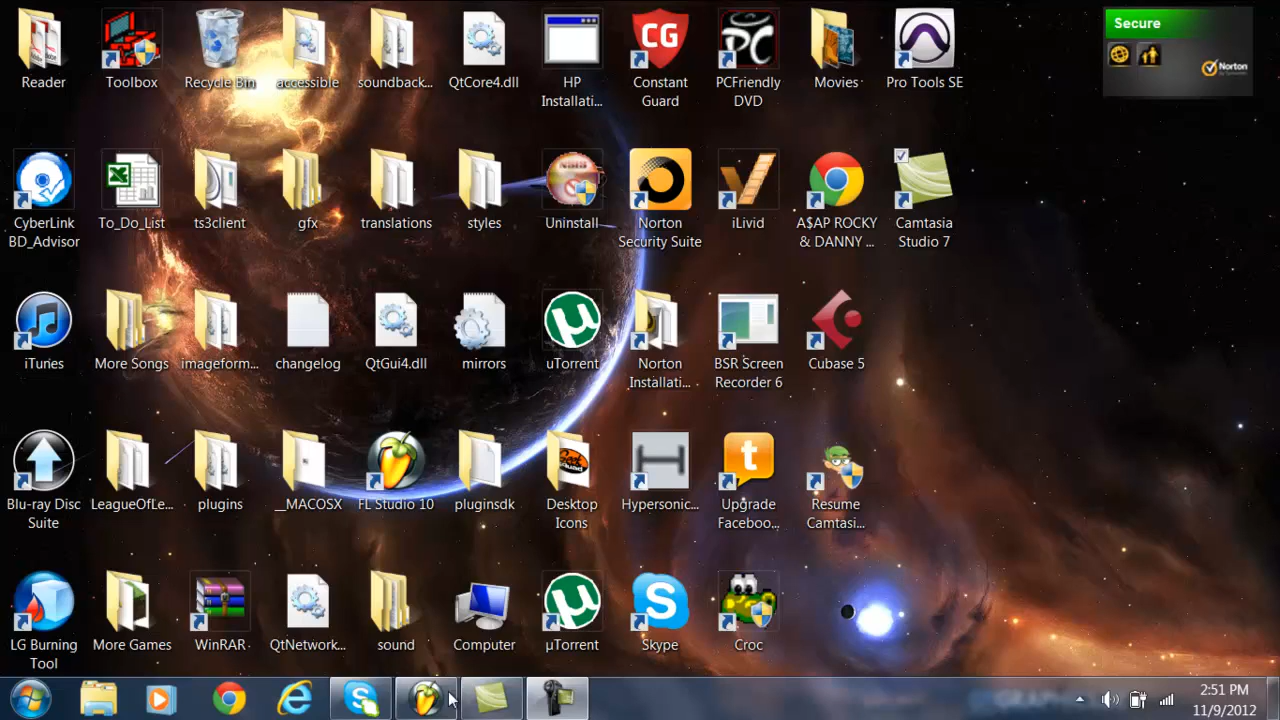 Reader
Toolbox
Recycle Bin
accessible
soundback...
QtCore4.dll
HP
Installati...
CG
Constant
Guard
PC
PCFriendly
DVD
Movies
Pro Tools SE
Secure
Norton
by Symantec
CyberLink
BD_Advisor
To_Do_List
ts3client
gfx
translations
styles
Uninstall
Norton
Security Suite
iLivid
A$AP ROCKY
& DANNY ...
Camtasia
Studio 7
iTunes
More Songs
imageform...
changelog
QtGui4.dll
mirrors
µ
uTorrent
Norton
Installati...
BSR Screen
Recorder 6
Cubase 5
Blu-ray Disc
Suite
LeagueOfLe...
plugins
__MACOSX
FL Studio 10
pluginsdk
Desktop
Icons
H
Hypersonic...
t
Upgrade
Faceboo...
Resume
Camtasi...
LG Burning
Tool
More Games
WinRAR
QtNetwork...
sound
Computer
µ
µTorrent
S
Skype
Croc
S
2:51 PM
11/9/2012